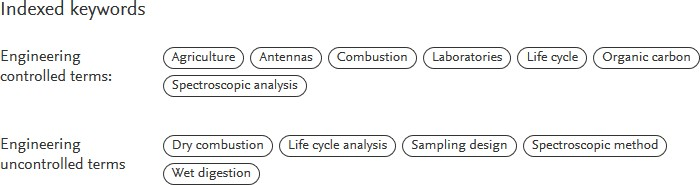 Indexed keywords
Engineering controlled terms:
Agriculture Antennas Combustion Laboratories Life cycle Organic carbon
Spectroscopic analysis
Engineering uncontrolled terms
Dry combustion Life cycle analysis Sampling design Spectroscopic method
Wet digestion